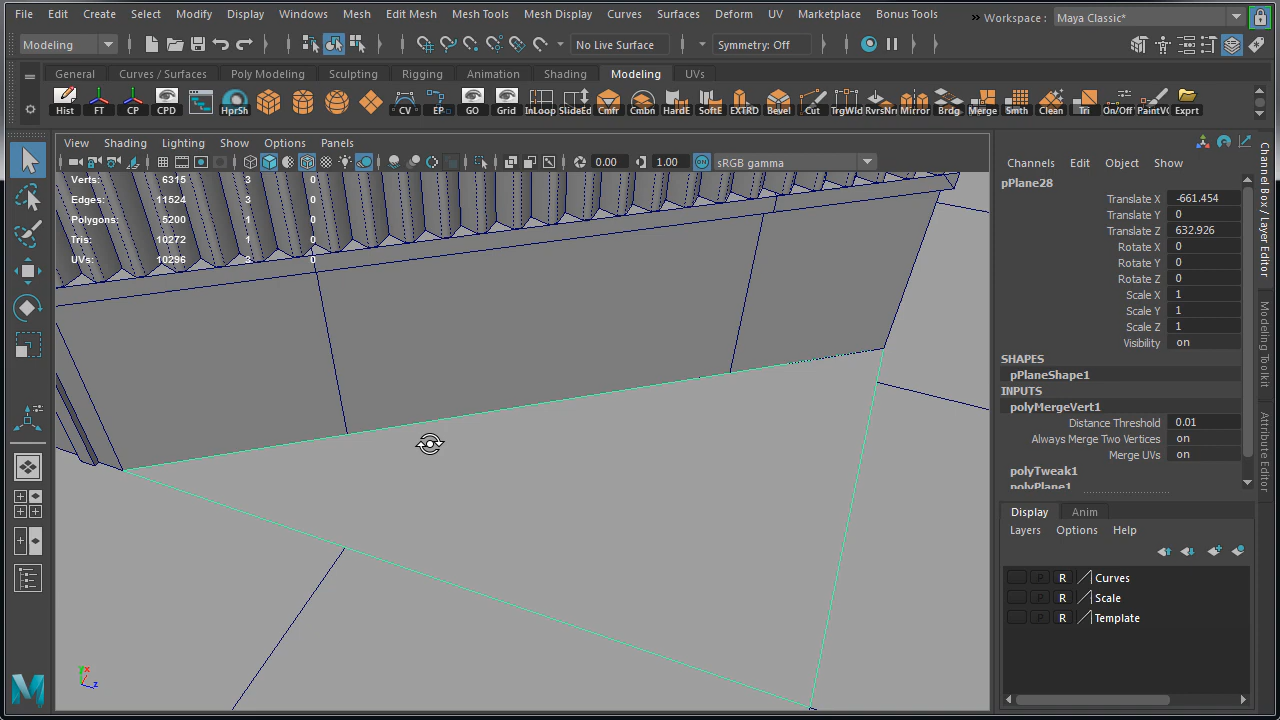 File Edit Create Select Modify Display Windows Mesh Edit Mesh Mesh Tools Mesh Display Curves Surfaces Deform UV Marketplace Bonus Tools » Workspace : Maya Classic*
Modeling No Live Surface Symmetry: Off
General Curves / Surfaces Poly Modeling Sculpting Rigging Animation Shading Modeling UVs
Hist FT CP CPD HprSh CV EP GO Grid InLoop SlideEd Cmfr Cmbn HardE SoftE EXTRD Bevel Cut TrgWld RvrsN Mirror Brdg Merge Smth Clean Tri On/Off PaintVC Exprt
View Shading Lighting Show Options Panels
0.00 1.00 sRGB gamma
Verts: 6315 3 0
Edges: 11524 3 0
Polygons: 5200 1 0
Tris: 10272 1 0
UVs: 10296 3 0
Channels Edit Object Show
pPlane28
Translate X -661.454
Translate Y 0
Translate Z 632.926
Rotate X 0
Rotate Y 0
Rotate Z 0
Scale X 1
Scale Y 1
Scale Z 1
Visibility on
SHAPES
pPlaneShape1
INPUTS
polyMergeVert1
Distance Threshold 0.01
Always Merge Two Vertices on
Merge UVs on
polyTweak1
polyPlane1
Display Anim
Layers Options Help
R Curves
R Scale
R Template
Channel Box / Layer Editor
Modeling Toolkit
Attribute Editor
y x
z
M